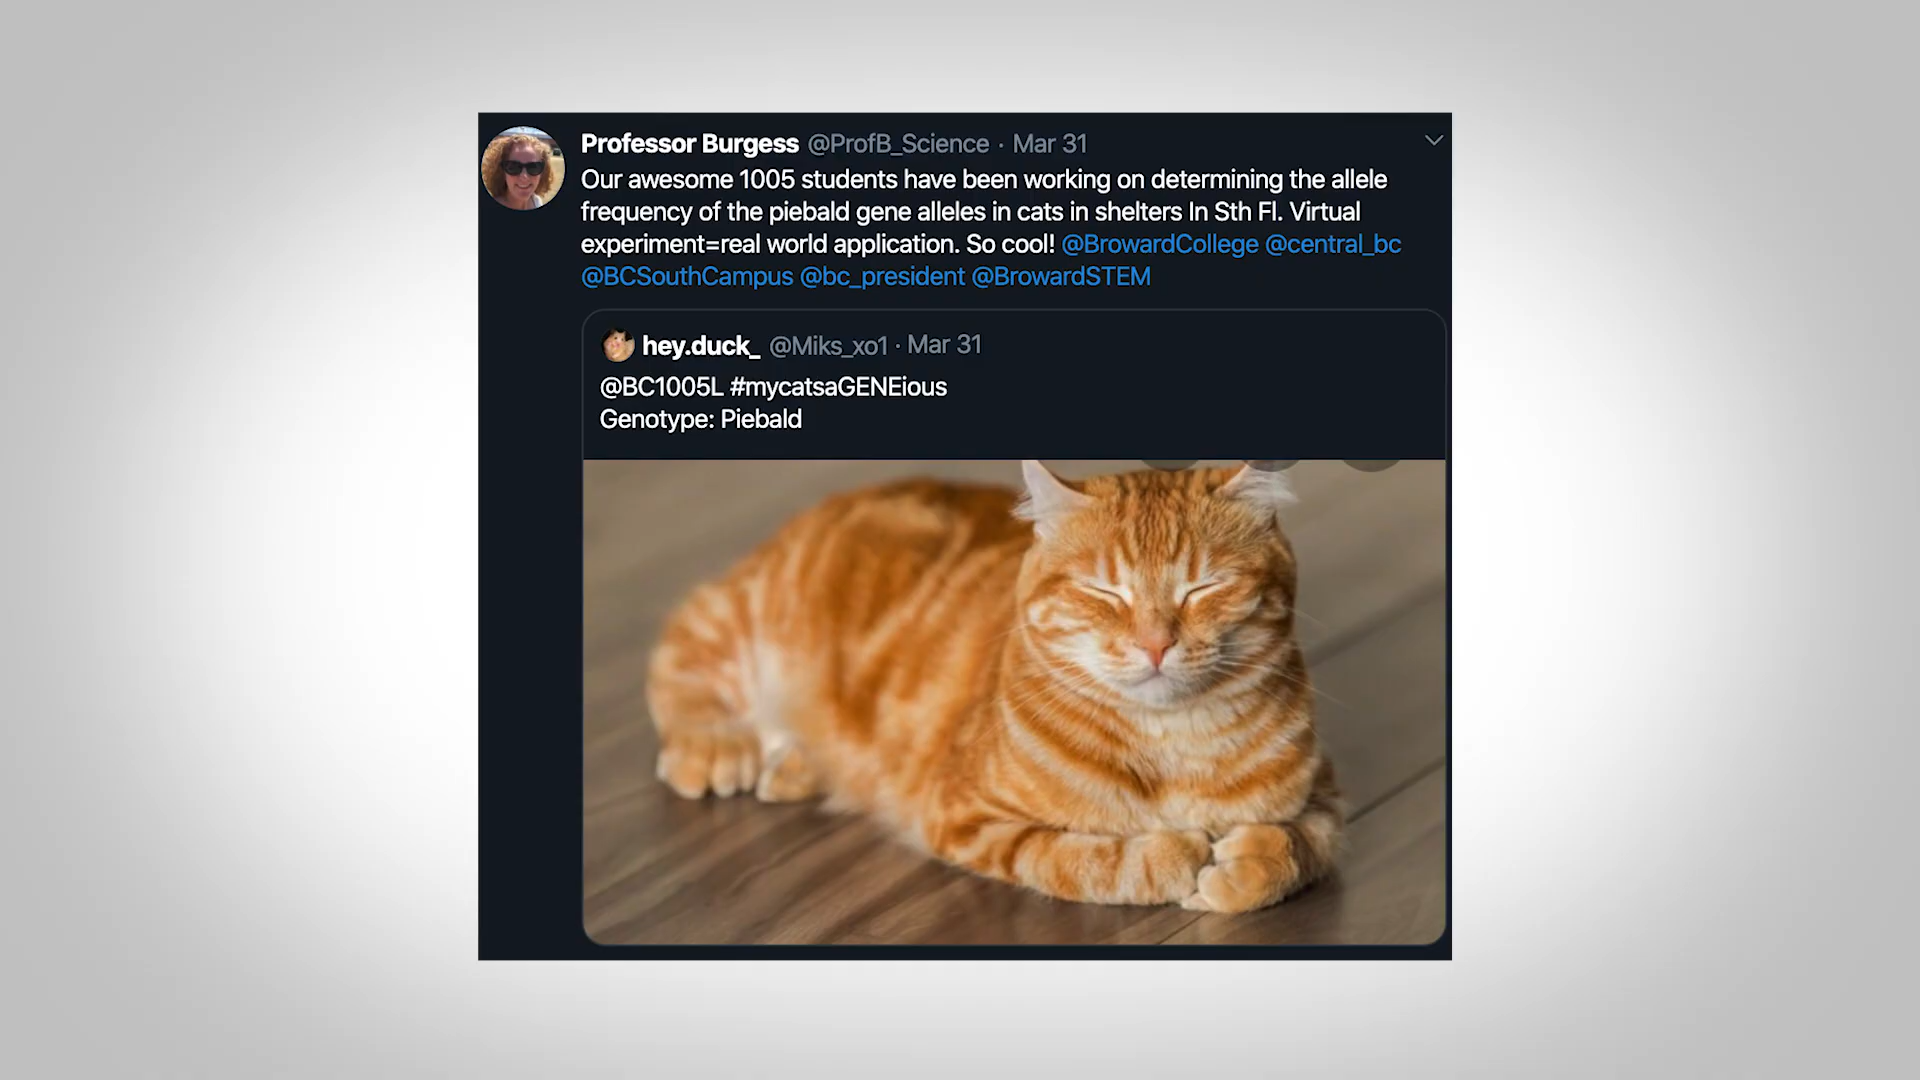 Professor Burgess @ProfB_Science · Mar 31
Our awesome 1005 students have been working on determining the allele
frequency of the piebald gene alleles in cats in shelters In Sth Fl. Virtual
experiment=real world application. So cool! @BrowardCollege @central_bc
@BCSouthCampus @bc_president @BrowardSTEM
hey.duck_ @Miks_xo1 · Mar 31
@BC1005L #mycatsaGENEious
Genotype: Piebald